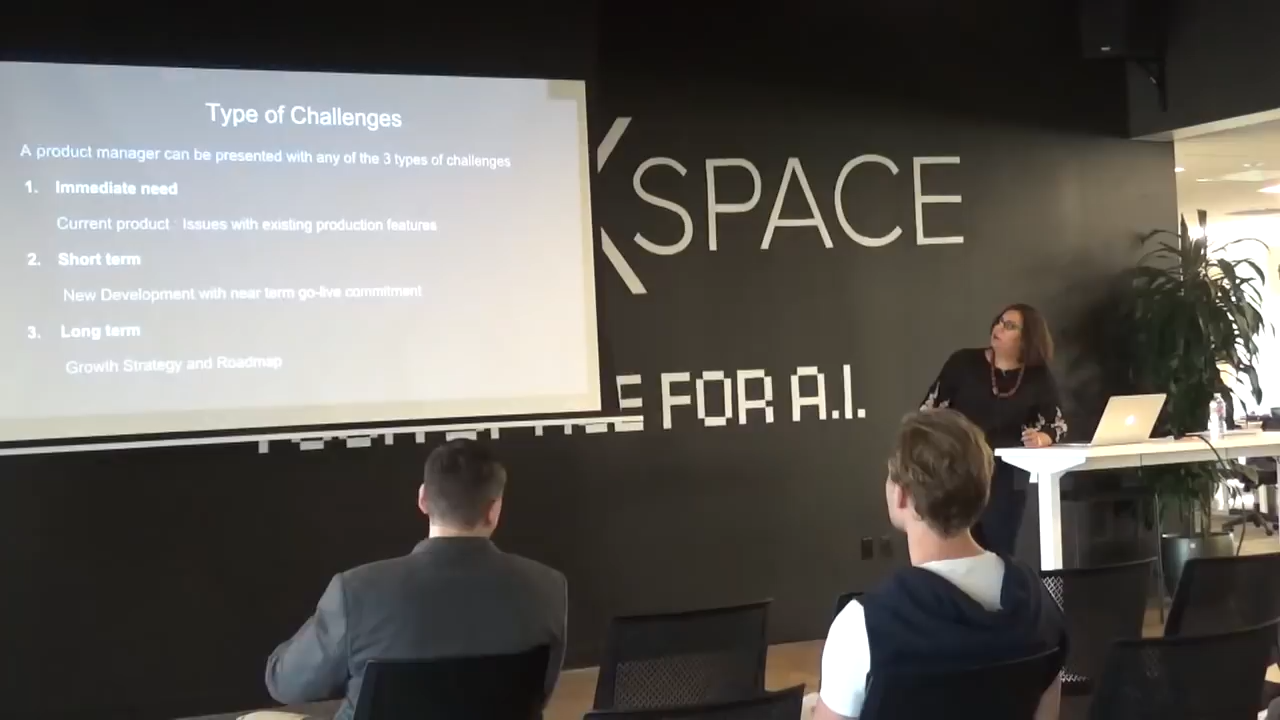 Type of Challenges
A product manager can be presented with any of the 3 types of challenges
1. Immediate need
Current product : Issues with existing production features
2. Short term
New Development with near term go-live commitment
3. Long term
Growth Strategy and Roadmap
SPACE
FOR A.I.